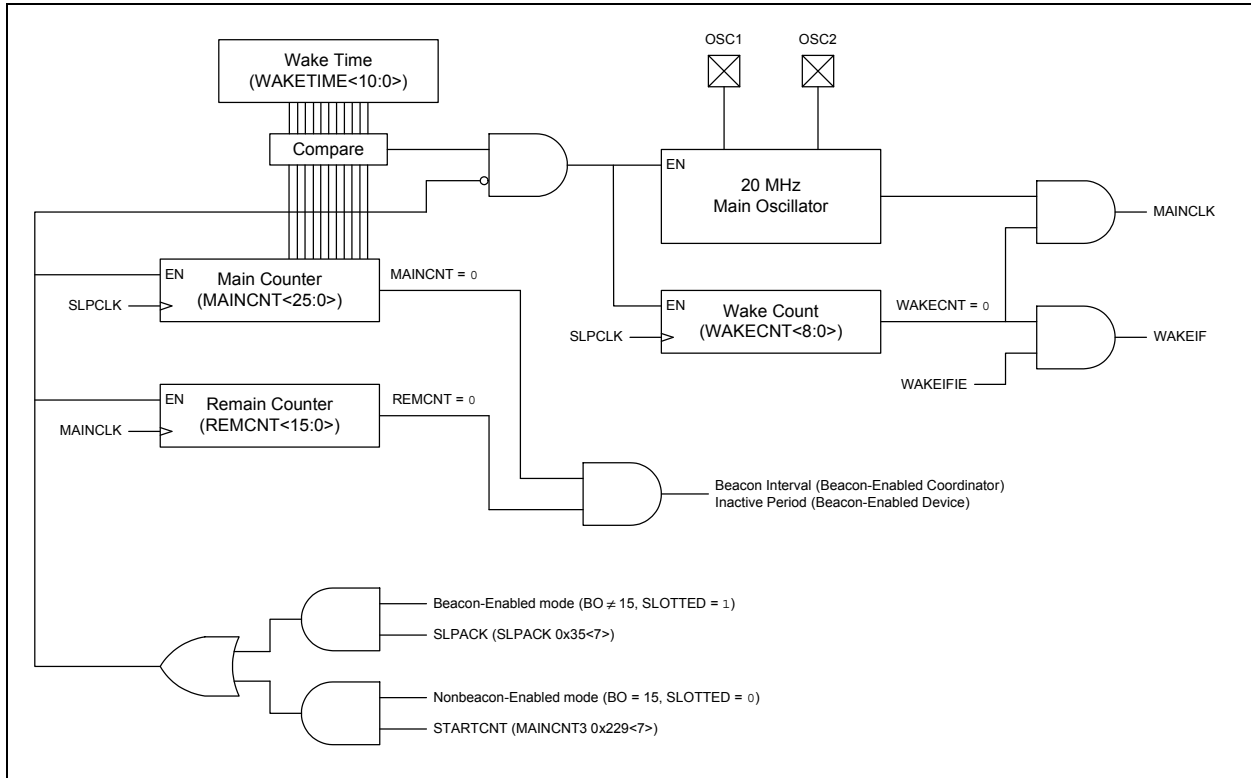 Wake Time
(WAKETIME<10:0>)
OSC1
OSC2
Compare
EN
20 MHz
Main Oscillator
MAINCLK
EN
Main Counter
(MAINCNT<25:0>)
SLPCLK
MAINCNT = 0
EN
Wake Count
(WAKECNT<8:0>)
SLPCLK
WAKECNT = 0
WAKEIF
WAKEIFIE
EN
Remain Counter
(REMCNT<15:0>)
MAINCLK
REMCNT = 0
Beacon Interval (Beacon-Enabled Coordinator)
Inactive Period (Beacon-Enabled Device)
Beacon-Enabled mode (BO ≠ 15, SLOTTED = 1)
SLPACK (SLPACK 0x35<7>)
Nonbeacon-Enabled mode (BO = 15, SLOTTED = 0)
STARTCNT (MAINCNT3 0x229<7>)